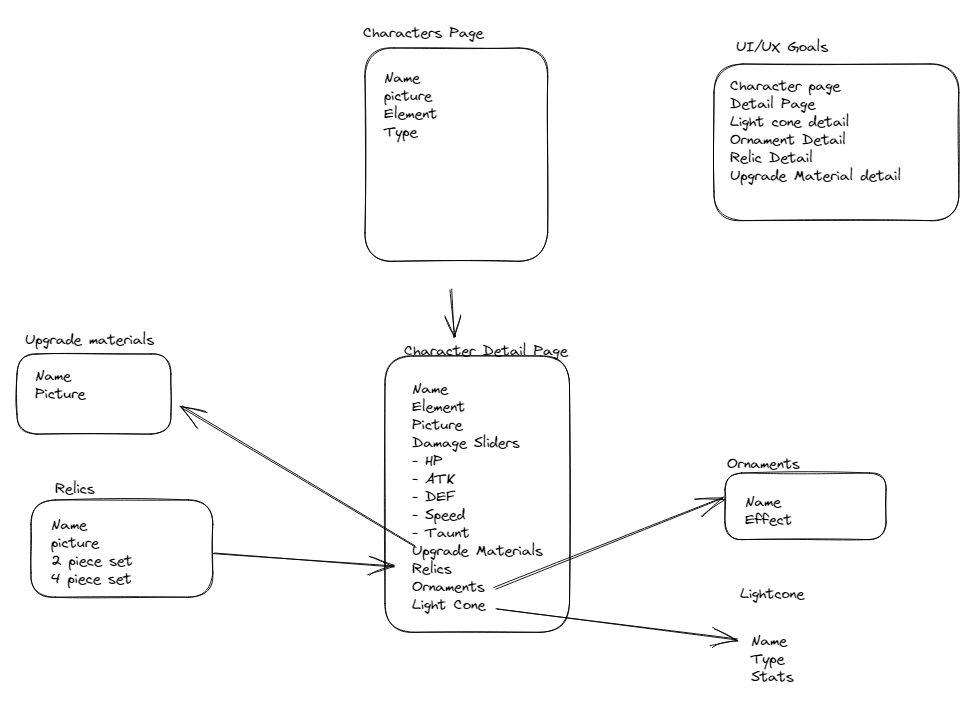 Characters Page
Name
picture
Element
Type
UI/UX Goals
Character page
Detail Page
Light cone detail
Ornament Detail
Relic Detail
Upgrade Material detail
Upgrade materials
Name
Picture
Relics
Name
picture
2 piece set
4 piece set
Character Detail Page
Name
Element
Picture
Damage Sliders
- HP
- ATK
- DEF
- Speed
- Taunt
Upgrade Materials
Relics
Ornaments
Light Cone
Ornaments
Name
Effect
Lightcone
Name
Type
Stats